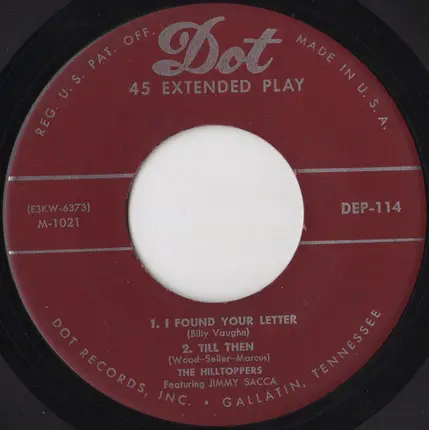 REG. U.S. PAT. OFF.
Dot
MADE IN U.S.A.
45 EXTENDED PLAY
(E3KW-6373)
M-1021
DEP-114
1. I FOUND YOUR LETTER
(Billy Vaughn)
2. TILL THEN
(Wood-Seller-Marcus)
THE HILLTOPPERS
Featuring JIMMY SACCA
DOT RECORDS, INC. • GALLATIN, TENNESSEE